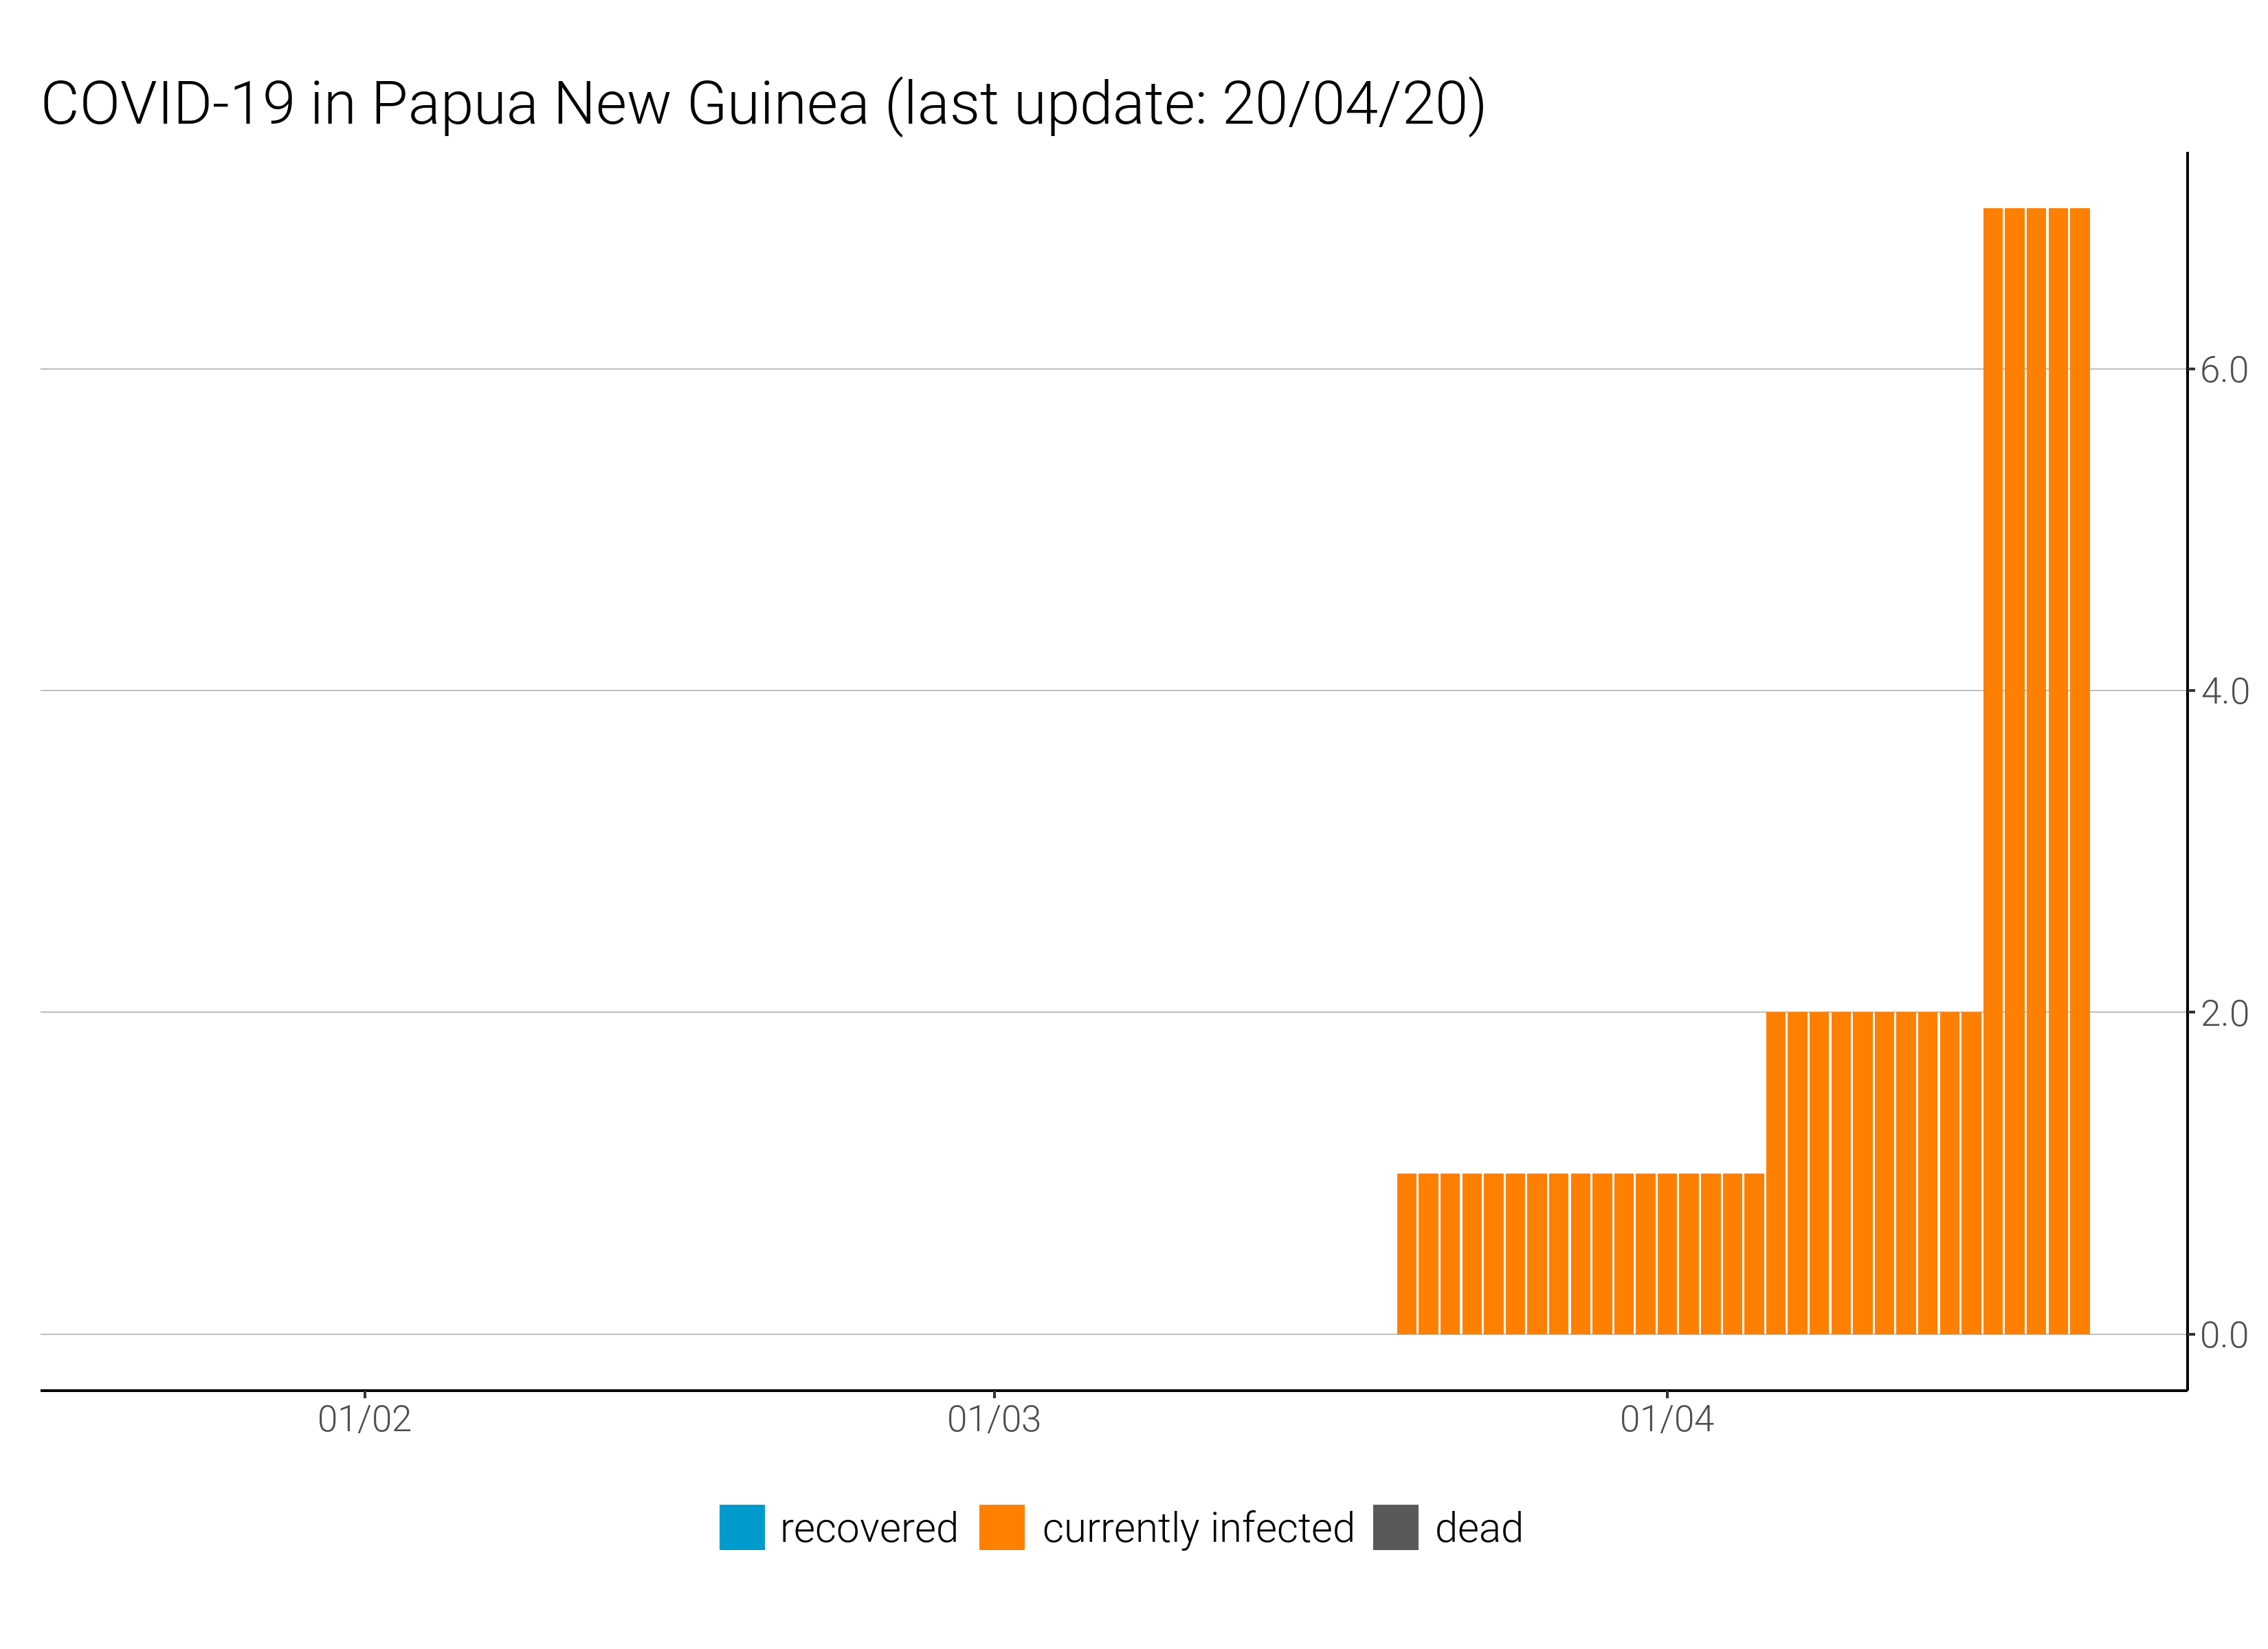 COVID-19 in Papua New Guinea (last update: 20/04/20)
6.0
4.0
2.0
0.0
01/02 01/03 01/04
recovered currently infected dead